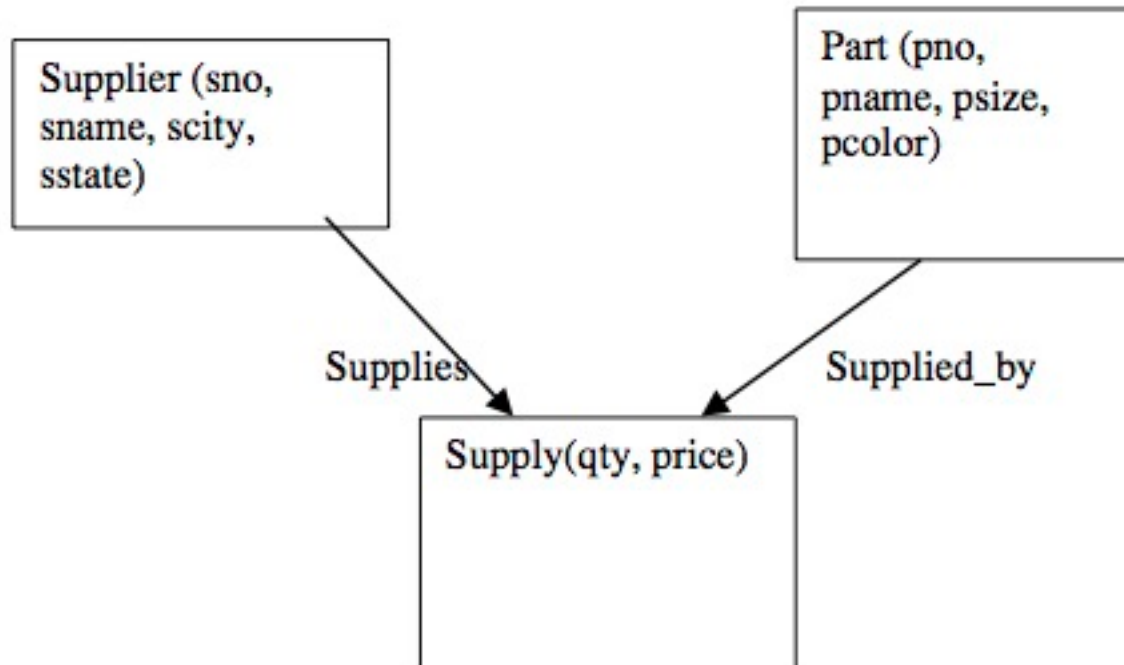 Supplier (sno,
sname, scity,
sstate)
Part (pno,
pname, psize,
pcolor)
Supplies
Supplied_by
Supply(qty, price)